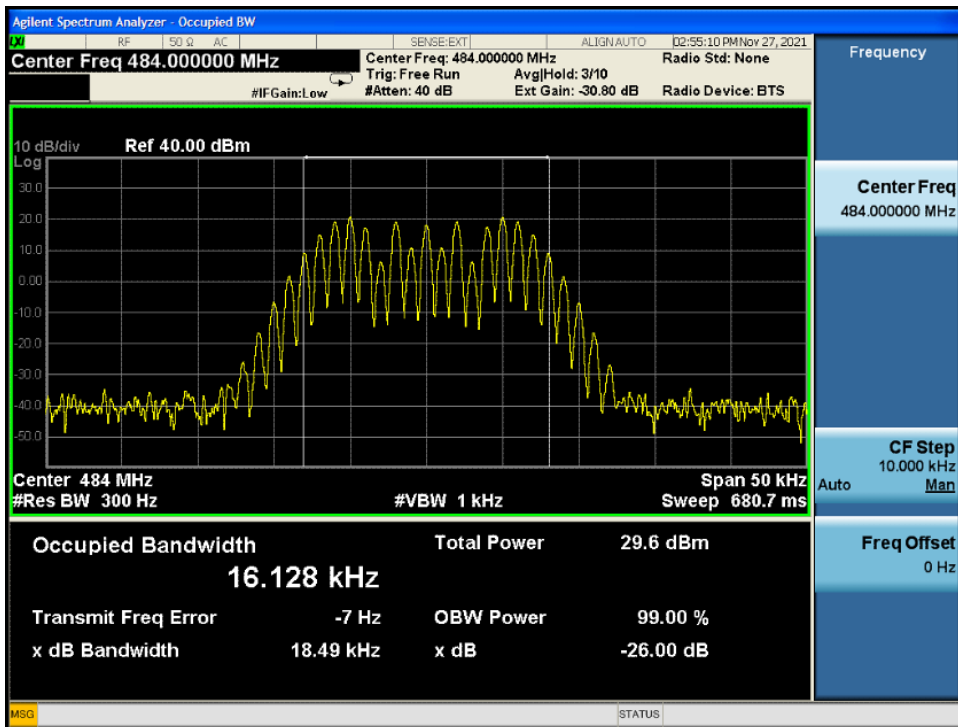 Agilent Spectrum Analyzer - Occupied BW
LXI RF 50 Ω AC SENSE:EXT ALIGN AUTO 02:55:10 PM Nov 27, 2021
Center Freq 484.000000 MHz
Center Freq: 484.000000 MHz Radio Std: None
Trig: Free Run Avg|Hold: 3/10
#IFGain:Low #Atten: 40 dB Ext Gain: -30.80 dB Radio Device: BTS
Frequency
10 dB/div Ref 40.00 dBm
Log
30.0
20.0
10.0
0.00
-10.0
-20.0
-30.0
-40.0
-50.0
Center 484 MHz Span 50 kHz
#Res BW 300 Hz #VBW 1 kHz Sweep 680.7 ms
Center Freq
484.000000 MHz
CF Step
10.000 kHz
Auto Man
Freq Offset
0 Hz
Occupied Bandwidth Total Power 29.6 dBm
16.128 kHz
Transmit Freq Error -7 Hz OBW Power 99.00 %
x dB Bandwidth 18.49 kHz x dB -26.00 dB
MSG STATUS